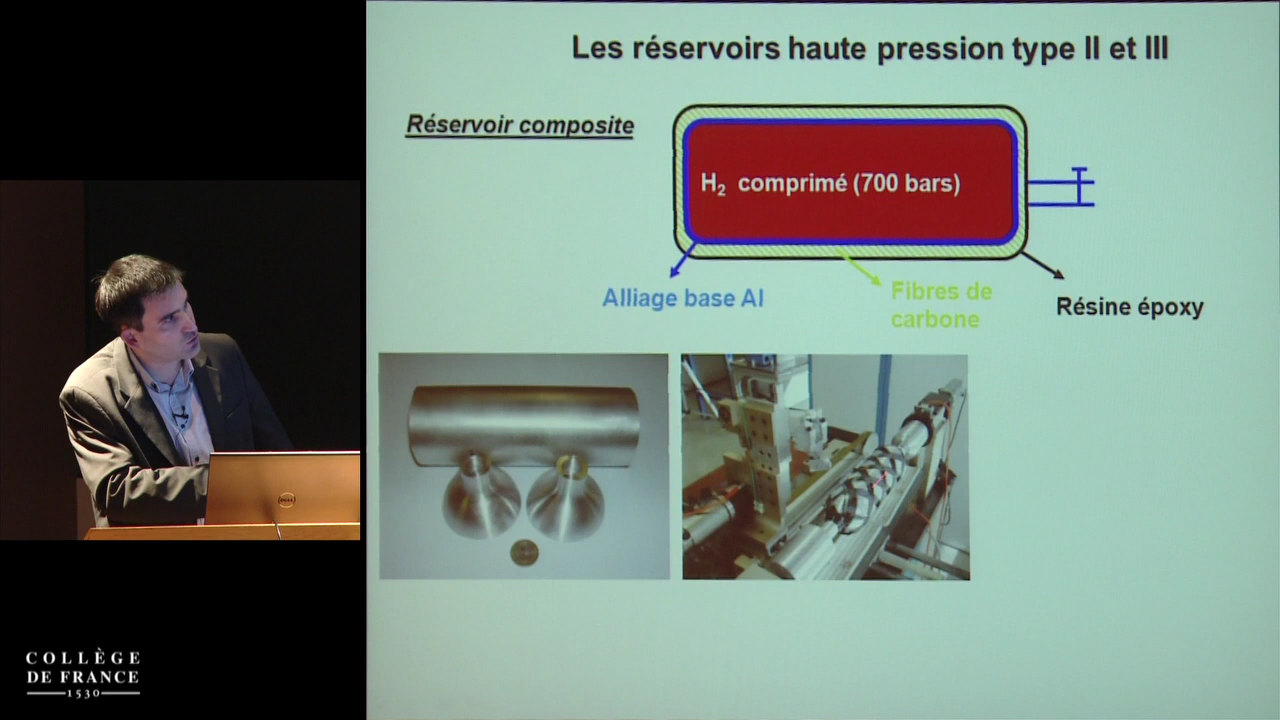 Les réservoirs haute pression type II et III
Réservoir composite
H₂ comprimé (700 bars)
Alliage base Al
Fibres de
carbone
Résine époxy
DELL
COLLÈGE
DE FRANCE
1530